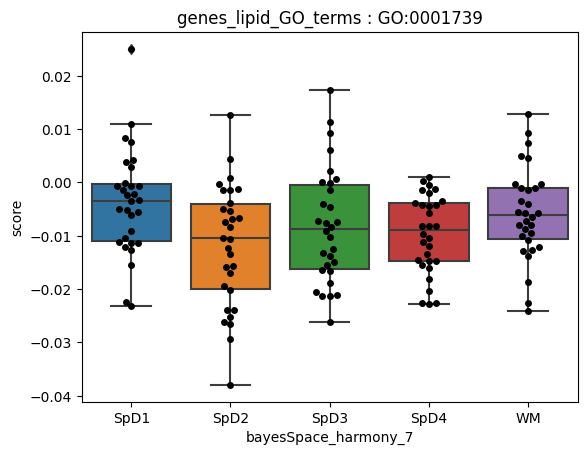 genes_lipid_GO_terms : GO:0001739
score
0.02
0.01
0.00
−0.01
−0.02
−0.03
−0.04
SpD1 SpD2 SpD3 SpD4 WM
bayesSpace_harmony_7